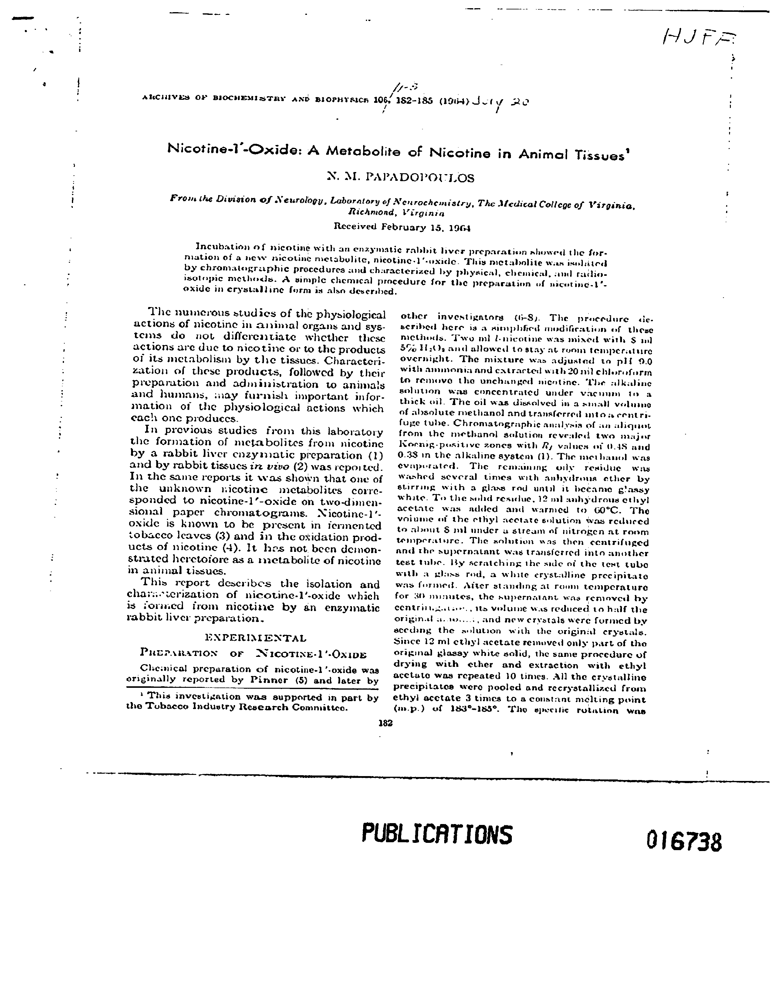 HJFF
11-3
ARCHIVES OF BIOCHEMISTRY AND BIOPHYSICS 106, 182-185 (1964) July 20
Nicotine-1′-Oxide: A Metabolite of Nicotine in Animal Tissues¹
N. M. PAPADOPOULOS
From the Division of Neurology, Laboratory of Neurochemistry, The Medical College of Virginia,
Richmond, Virginia
Received February 15, 1964
Incubation of nicotine with an enzymatic rabbit liver preparation showed the for-
mation of a new nicotine metabolite, nicotine-1′-oxide. This metabolite was isolated
by chromatographic procedures and characterized by physical, chemical, and radio-
isotopic methods. A simple chemical procedure for the preparation of nicotine-1′-
oxide in crystalline form is also described.
The numerous studies of the physiological
actions of nicotine in animal organs and sys-
tems do not differentiate whether these
actions are due to nicotine or to the products
of its metabolism by the tissues. Characteri-
zation of these products, followed by their
preparation and administration to animals
and humans, may furnish important infor-
mation of the physiological actions which
each one produces.
In previous studies from this laboratory
the formation of metabolites from nicotine
by a rabbit liver enzymatic preparation (1)
and by rabbit tissues in vivo (2) was reported.
In the same reports it was shown that one of
the unknown nicotine metabolites corre-
sponded to nicotine-1′-oxide on two-dimen-
sional paper chromatograms. Nicotine-1′-
oxide is known to be present in fermented
tobacco leaves (3) and in the oxidation prod-
ucts of nicotine (4). It has not been demon-
strated heretofore as a metabolite of nicotine
in animal tissues.
This report describes the isolation and
characterization of nicotine-1′-oxide which
is formed from nicotine by an enzymatic
rabbit liver preparation.
EXPERIMENTAL
PREPARATION OF NICOTINE-1′-OXIDE
Chemical preparation of nicotine-1′-oxide was
originally reported by Pinner (5) and later by
¹ This investigation was supported in part by
the Tobacco Industry Research Committee.
other investigators (6-8). The procedure de-
scribed here is a simplified modification of these
methods. Two ml l-nicotine was mixed with 8 ml
5% H₂O₂ and allowed to stay at room temperature
overnight. The mixture was adjusted to pH 9.0
with ammonia and extracted with 20 ml chloroform
to remove the unchanged nicotine. The alkaline
solution was concentrated under vacuum to a
thick oil. The oil was dissolved in a small volume
of absolute methanol and transferred into a centri-
fuge tube. Chromatographic analysis of an aliquot
from the methanol solution revealed two major
Koenig-positive zones with Rf values of 0.48 and
0.38 in the alkaline system (1). The methanol was
evaporated. The remaining oily residue was
washed several times with anhydrous ether by
stirring with a glass rod until it became glassy
white. To the solid residue, 12 ml anhydrous ethyl
acetate was added and warmed to 60°C. The
volume of the ethyl acetate solution was reduced
to about 8 ml under a stream of nitrogen at room
temperature. The solution was then centrifuged
and the supernatant was transferred into another
test tube. By scratching the side of the test tube
with a glass rod, a white crystalline precipitate
was formed. After standing at room temperature
for 30 minutes, the supernatant was removed by
centrifugation, its volume was reduced to half the
original, and new crystals were formed by
seeding the solution with the original crystals.
Since 12 ml ethyl acetate removed only part of the
original glassy white solid, the same procedure of
drying with ether and extraction with ethyl
acetate was repeated 10 times. All the crystalline
precipitates were pooled and recrystallized from
ethyl acetate 3 times to a constant melting point
(m.p.) of 183°-185°. The specific rotation was
182
PUBLICATIONS
016738